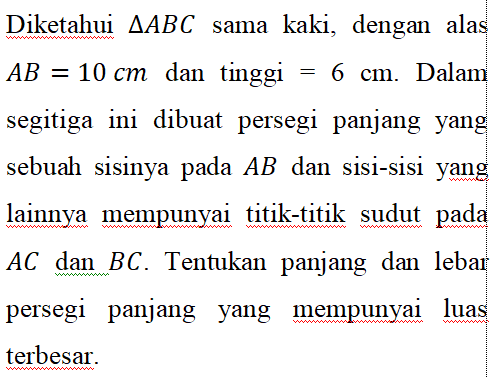 Diketahui ΔABC sama kaki, dengan alas
AB = 10 cm dan tinggi = 6 cm. Dalam
segitiga ini dibuat persegi panjang yang
sebuah sisinya pada AB dan sisi-sisi yang
lainnya mempunyai titik-titik sudut pada
AC dan BC. Tentukan panjang dan lebar
persegi panjang yang mempunyai luas
terbesar.